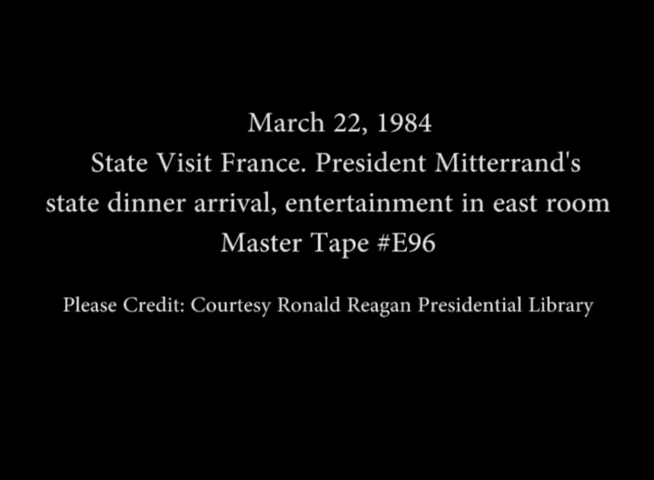 March 22, 1984
State Visit France. President Mitterrand's
state dinner arrival, entertainment in east room
Master Tape #E96
Please Credit: Courtesy Ronald Reagan Presidential Library